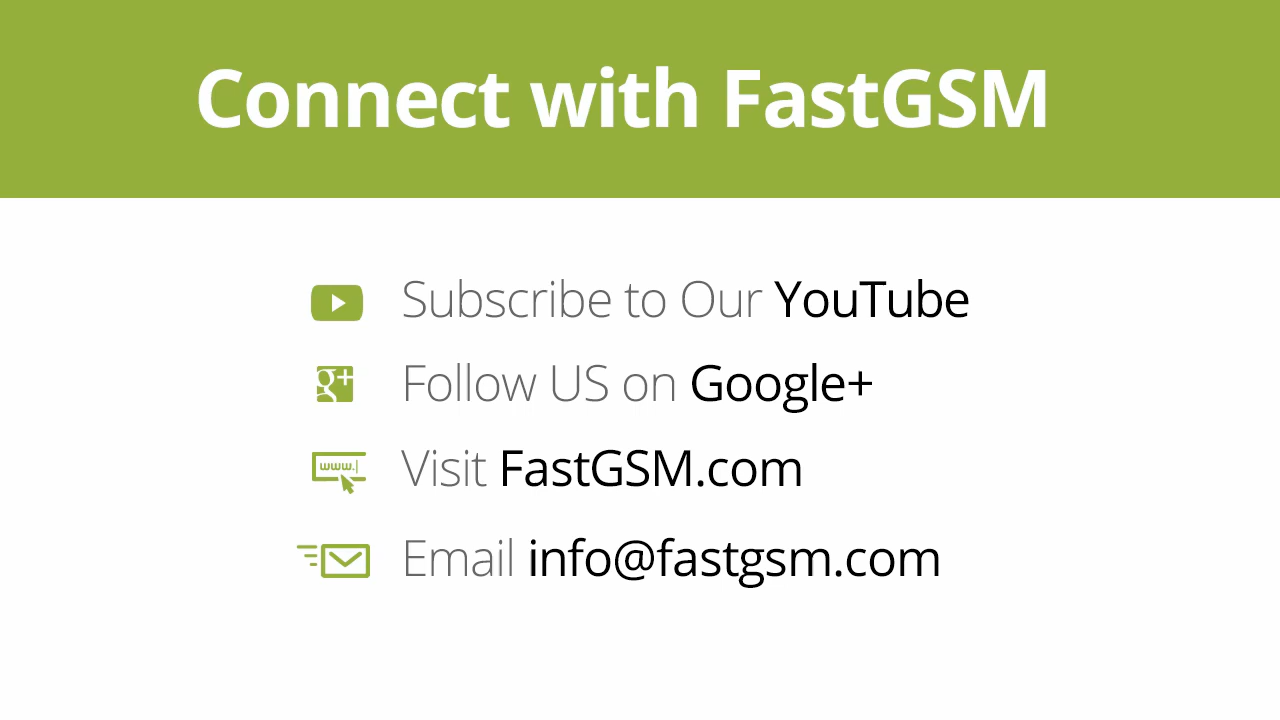 Connect with FastGSM
Subscribe to Our YouTube
g+
Follow US on Google+
www.|
Visit FastGSM.com
Email info@fastgsm.com